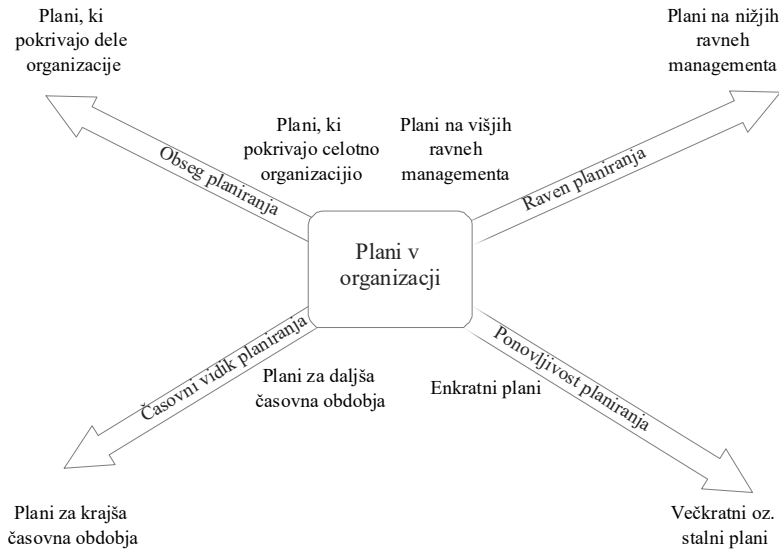 Plani, ki
pokrivajo dele
organizacije
Plani na nižjih
ravneh
managementa
Plani, ki
pokrivajo celotno
organizacijio
Plani na višjih
ravneh
managementa
Obseg planiranja
Raven planiranja
Plani v
organizacji
Časovni vidik planiranja
Ponovljivost planiranja
Plani za daljša
časovna obdobja
Enkratni plani
Plani za krajša
časovna obdobja
Večkratni oz.
stalni plani